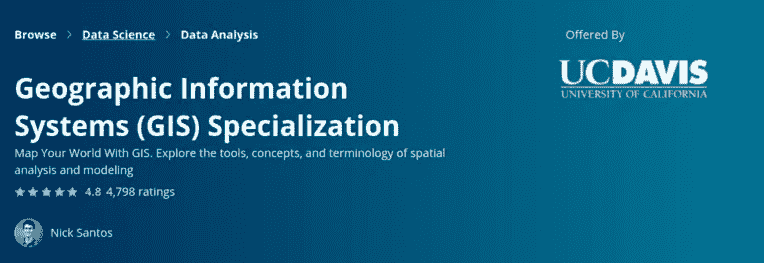 Browse > Data Science > Data Analysis
Offered By
UCDAVIS
UNIVERSITY OF CALIFORNIA
Geographic Information
Systems (GIS) Specialization
Map Your World With GIS. Explore the tools, concepts, and terminology of spatial
analysis and modeling
4.8 4,798 ratings
Nick Santos